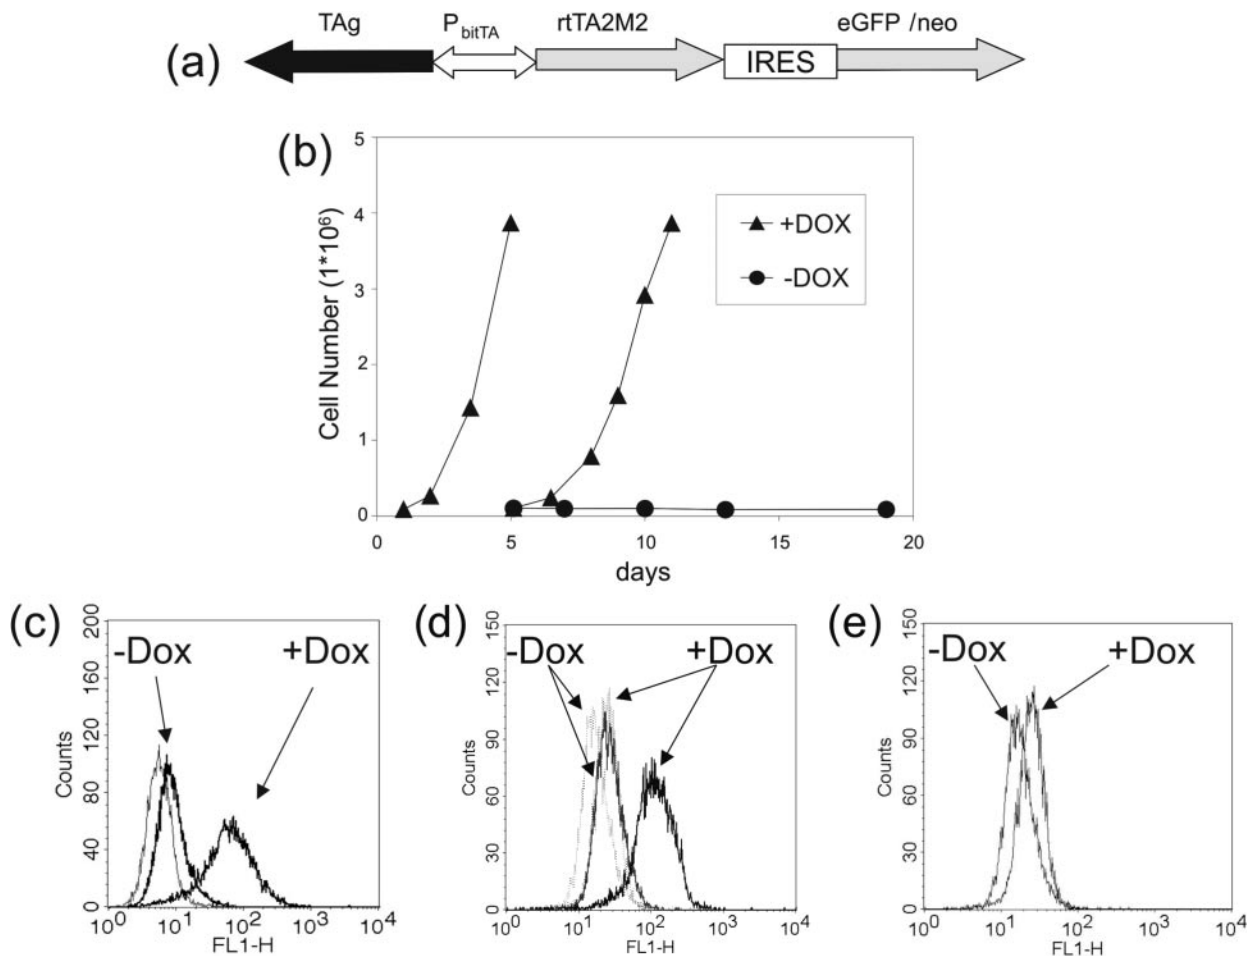 TAg PbitTA rtTA2M2 eGFP /neo
(a) IRES
(b)
Cell Number (1*10⁶)
5
4
3
2
1
0
+DOX
-DOX
0 5 10 15 20
days
(c)
Counts
200
160
120
80
40
0
-Dox +Dox
10⁰ 10¹ 10² 10³ 10⁴
FL1-H
(d)
Counts
150
120
90
60
30
0
-Dox +Dox
10⁰ 10¹ 10² 10³ 10⁴
FL1-H
(e)
Counts
150
120
90
60
30
0
-Dox +Dox
10⁰ 10¹ 10² 10³ 10⁴
FL1-H